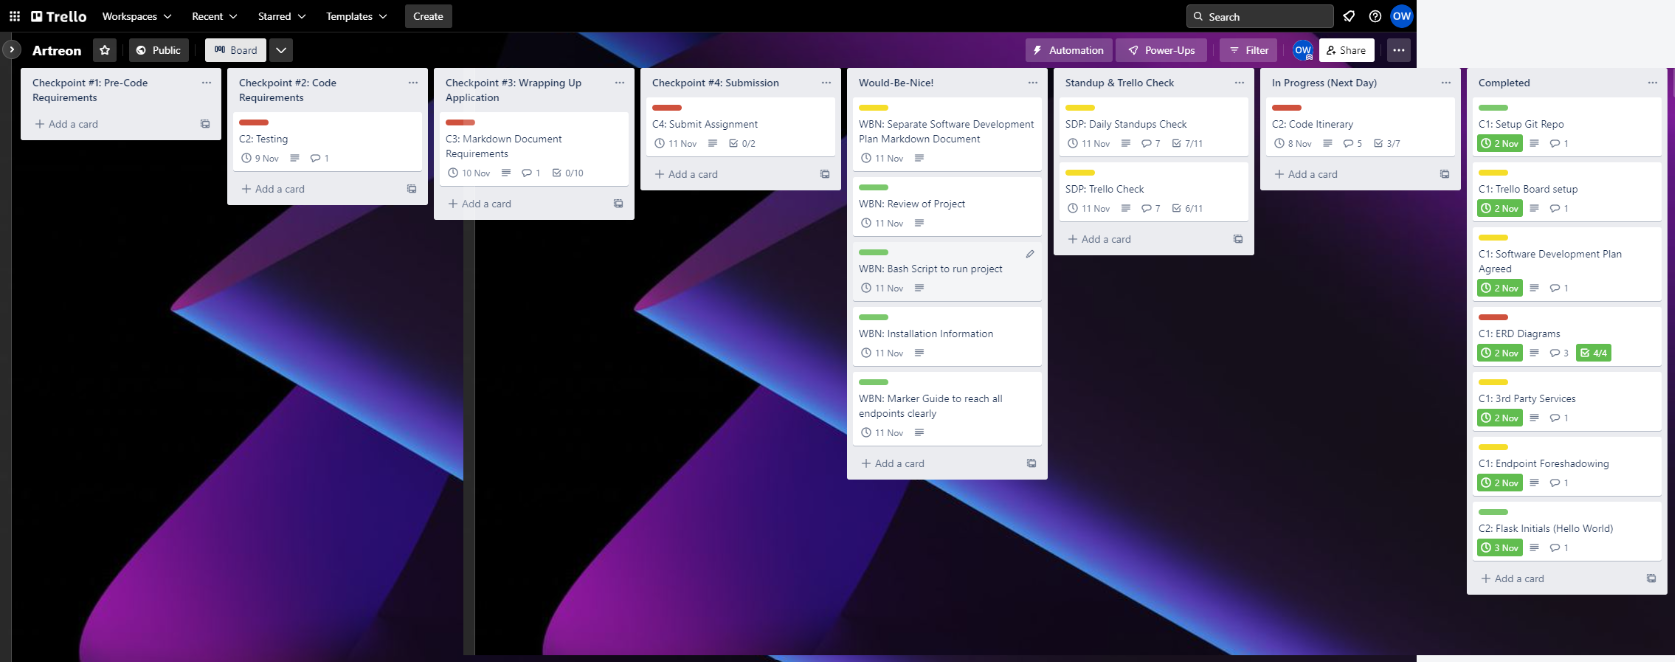 Trello
Workspaces
Recent
Starred
Templates
Create
Search
OW
Artreon
Public
Board
Automation
Power-Ups
Filter
OW
Share
Checkpoint #1: Pre-Code
Requirements
Add a card
Checkpoint #2: Code
Requirements
C2: Testing
9 Nov 1
Add a card
Checkpoint #3: Wrapping Up
Application
C3: Markdown Document
Requirements
10 Nov 1 0/10
Add a card
Checkpoint #4: Submission
C4: Submit Assignment
11 Nov 0/2
Add a card
Would-Be-Nice!
WBN: Separate Software Development
Plan Markdown Document
11 Nov
WBN: Review of Project
11 Nov
WBN: Bash Script to run project
11 Nov
WBN: Installation Information
11 Nov
WBN: Marker Guide to reach all
endpoints clearly
11 Nov
Add a card
Standup & Trello Check
SDP: Daily Standups Check
11 Nov 7 7/11
SDP: Trello Check
11 Nov 7 6/11
Add a card
In Progress (Next Day)
C2: Code Itinerary
8 Nov 5 3/7
Add a card
Completed
C1: Setup Git Repo
2 Nov 1
C1: Trello Board setup
2 Nov 1
C1: Software Development Plan
Agreed
2 Nov 1
C1: ERD Diagrams
2 Nov 3 4/4
C1: 3rd Party Services
2 Nov 1
C1: Endpoint Foreshadowing
2 Nov 1
C2: Flask Initials (Hello World)
3 Nov 1
Add a card